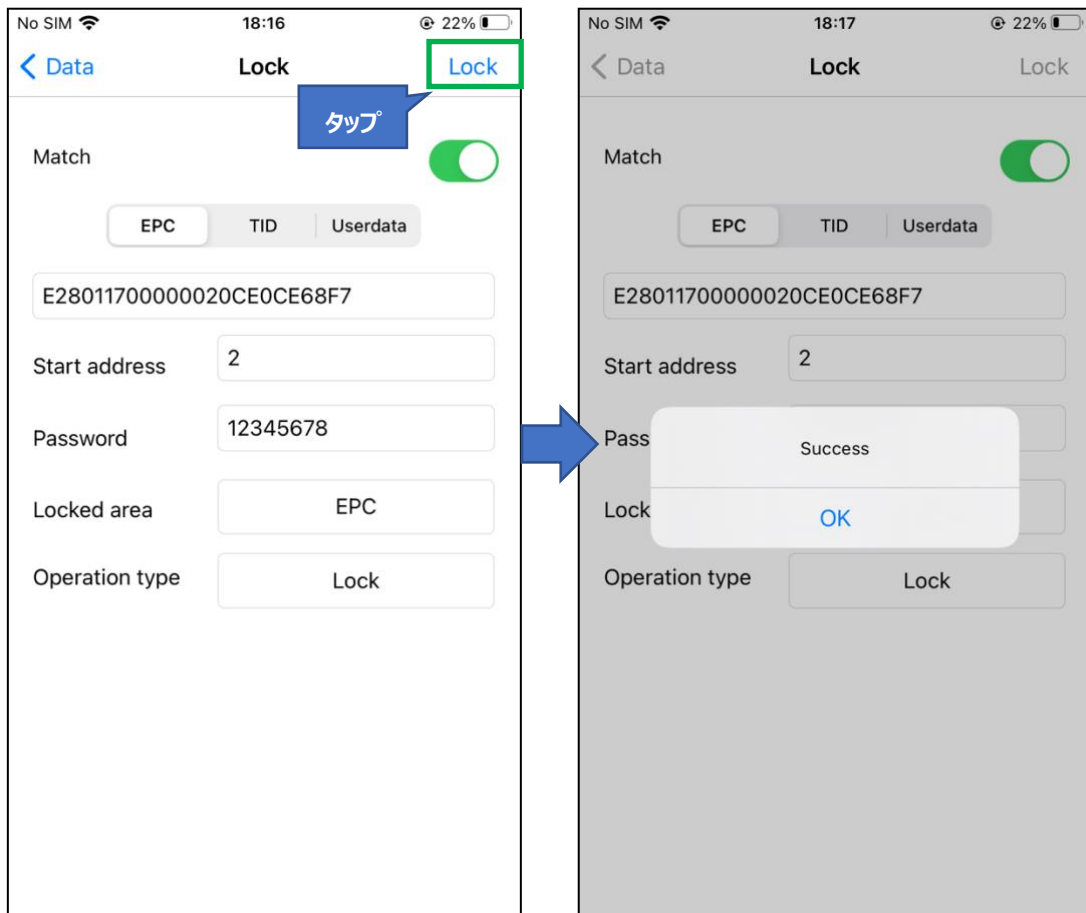 No SIM 18:16 22%
Data Lock Lock
タップ
Match
EPC TID Userdata
E28011700000020CE0CE68F7
Start address 2
Password 12345678
Locked area EPC
Operation type Lock
No SIM 18:17 22%
Data Lock Lock
Match
EPC TID Userdata
E28011700000020CE0CE68F7
Start address 2
Pass
Success
Lock
OK
Operation type Lock